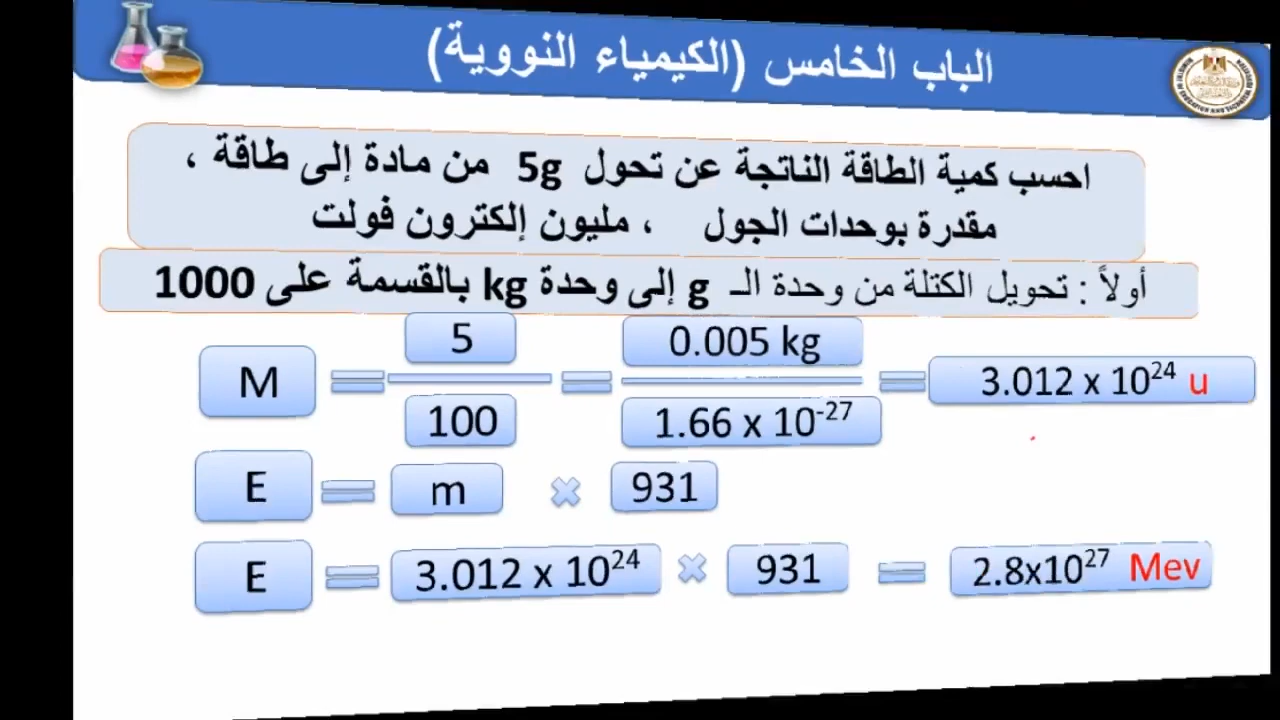 الباب الخامس (الكيمياء النووية)
احسب كمية الطاقة الناتجة عن تحول 5g من مادة إلى طاقة ،
مقدرة بوحدات الجول ، مليون إلكترون فولت
أولاً : تحويل الكتلة من وحدة الـ g إلى وحدة kg بالقسمة على 1000
M = 5 / 100 = 0.005 kg / 1.66 x 10⁻²⁷ = 3.012 x 10²⁴ u
E = m × 931
E = 3.012 x 10²⁴ × 931 = 2.8x10²⁷ Mev